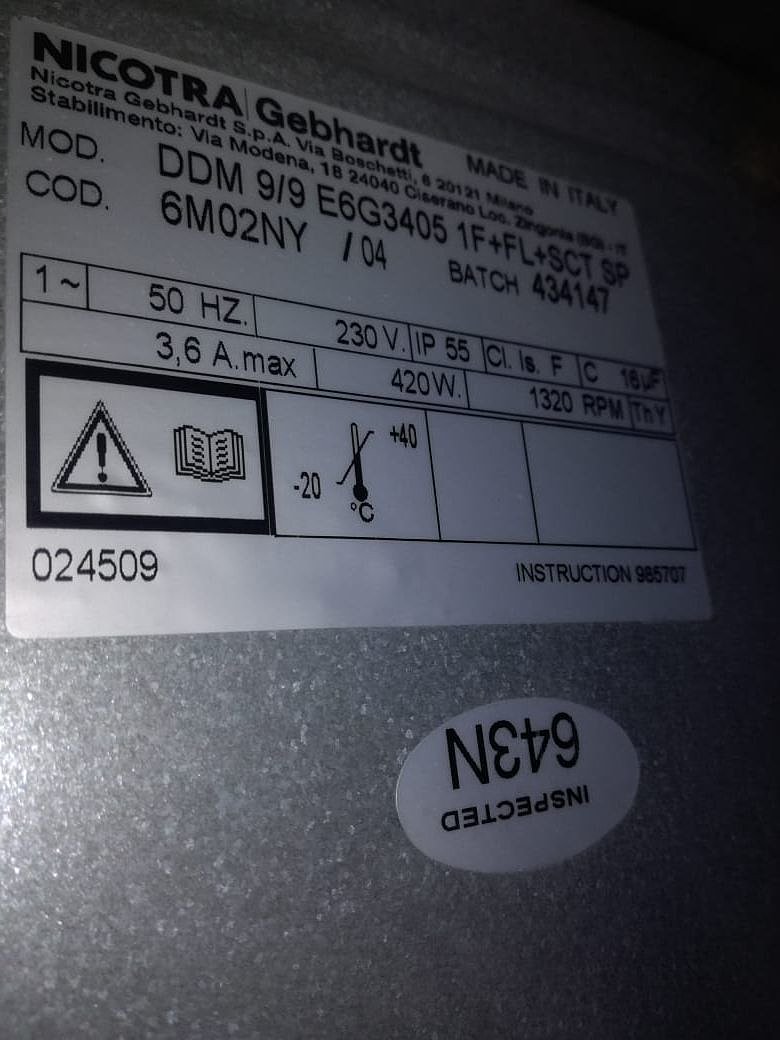 NICOTRA Gebhardt
Nicotra Gebhardt S.p.A. Via Boschetti, 6 20121 Milano
MADE IN ITALY
Stabilimento: Via Modena, 18 24040 Ciserano Loc. Zingonia (BG) - IT
MOD. DDM 9/9 E6G3405 1F+FL+SCT SP
COD. 6M02NY /04 BATCH 434147
1~ 50 HZ. 230 V. IP 55 Cl. Is. F C 16µF
3,6 A.max 420W. 1320 RPM ThY
-20 +40
°C
024509 INSTRUCTION 985707
643N
INSPECTED